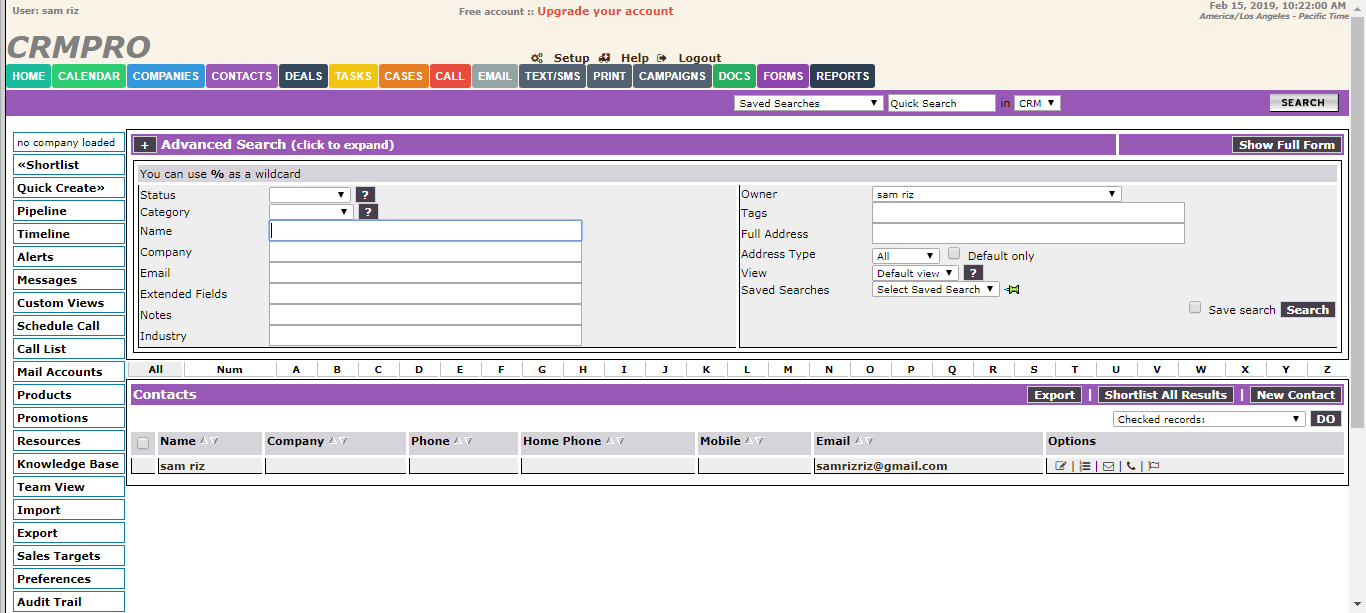 User: sam riz
Free account :: Upgrade your account
Feb 15, 2019, 10:22:00 AM
America/Los Angeles - Pacific Time
CRMPRO
Setup Help Logout
HOME CALENDAR COMPANIES CONTACTS DEALS TASKS CASES CALL EMAIL TEXT/SMS PRINT CAMPAIGNS DOCS FORMS REPORTS
Saved Searches Quick Search in CRM SEARCH
no company loaded
«Shortlist
Quick Create»
Pipeline
Timeline
Alerts
Messages
Custom Views
Schedule Call
Call List
Mail Accounts
Products
Promotions
Resources
Knowledge Base
Team View
Import
Export
Sales Targets
Preferences
Audit Trail
+ Advanced Search (click to expand) Show Full Form
You can use % as a wildcard
Status ?
Category ?
Name
Company
Email
Extended Fields
Notes
Industry
Owner sam riz
Tags
Full Address
Address Type All Default only
View Default view ?
Saved Searches Select Saved Search
Save search Search
All Num A B C D E F G H I J K L M N O P Q R S T U V W X Y Z
Contacts Export | Shortlist All Results | New Contact
Checked records: DO
Name Company Phone Home Phone Mobile Email Options
sam riz samrizriz@gmail.com | | | |